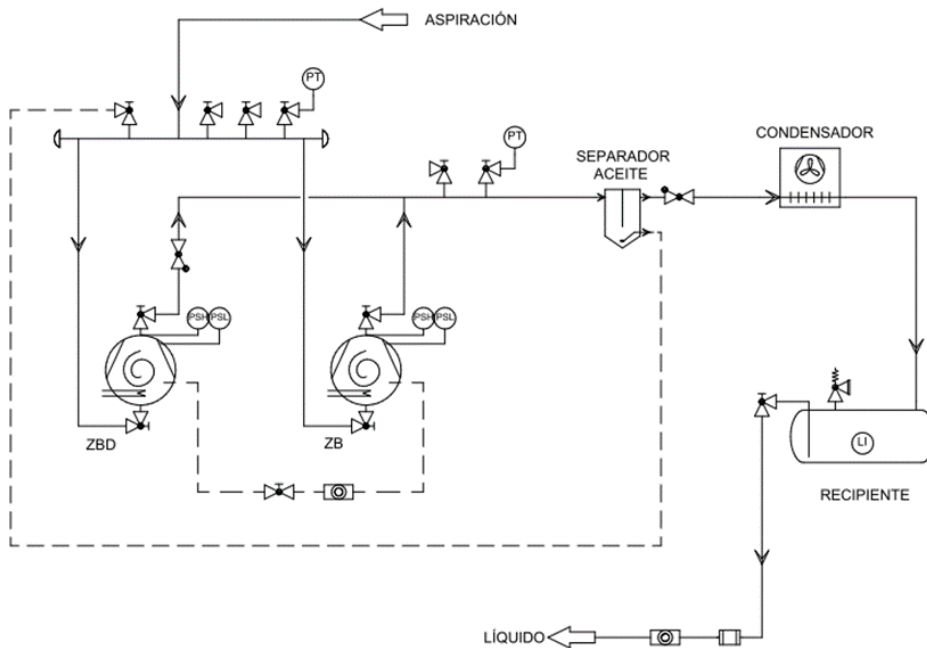 ASPIRACIÓN
PT
PT
CONDENSADOR
SEPARADOR
ACEITE
PSH PSL
PSH PSL
ZBD
ZB
LI
RECIPIENTE
LÍQUIDO